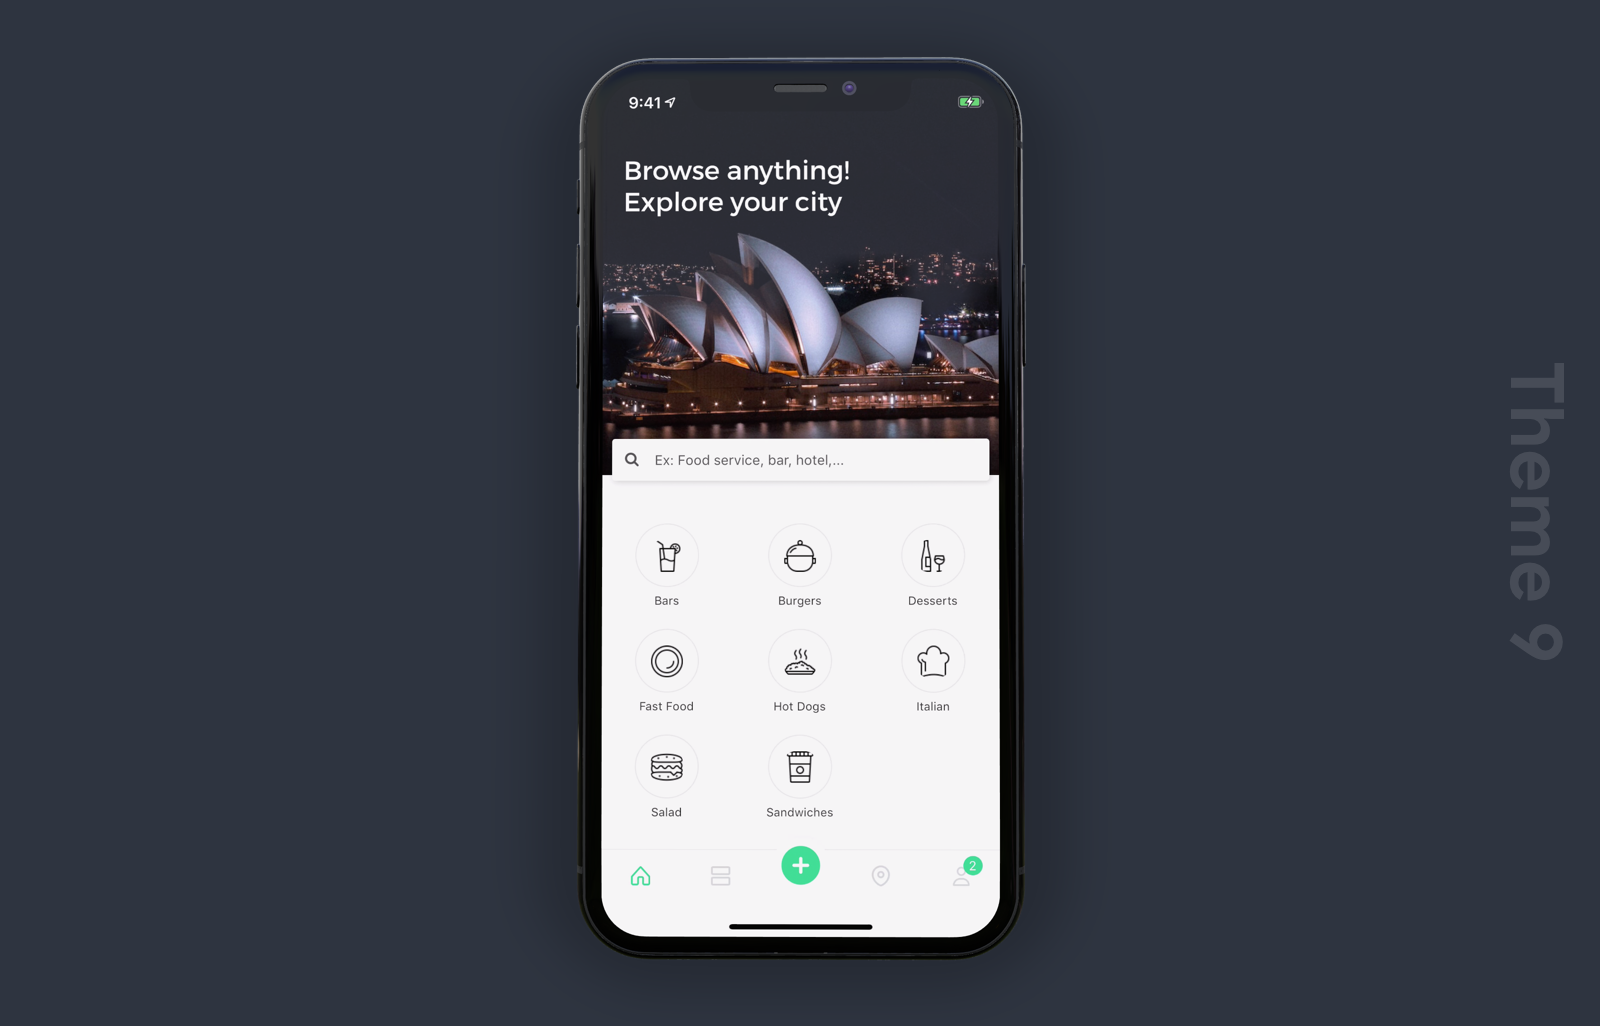 9:41
Browse anything!
Explore your city
Ex: Food service, bar, hotel,...
Bars
Burgers
Desserts
Fast Food
Hot Dogs
Italian
Salad
Sandwiches
2
Theme 9